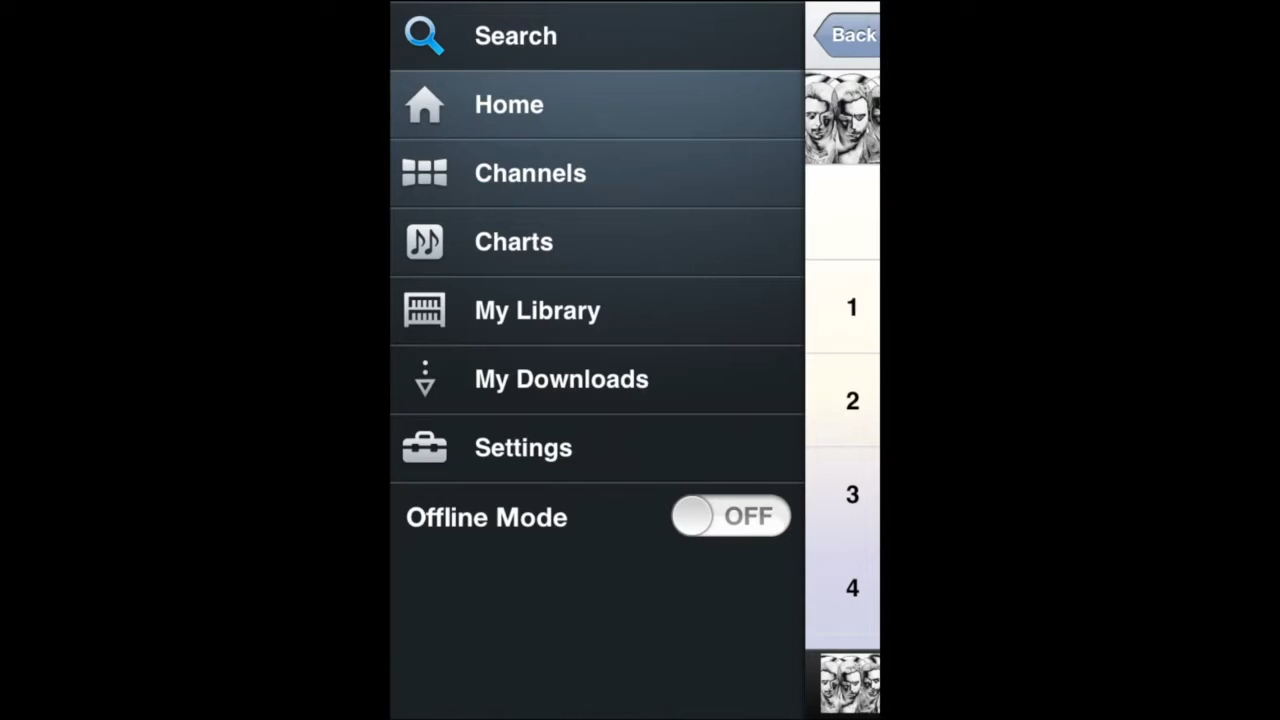 Search
Back
Home
Channels
Charts
My Library
1
My Downloads
2
Settings
3
Offline Mode OFF
4